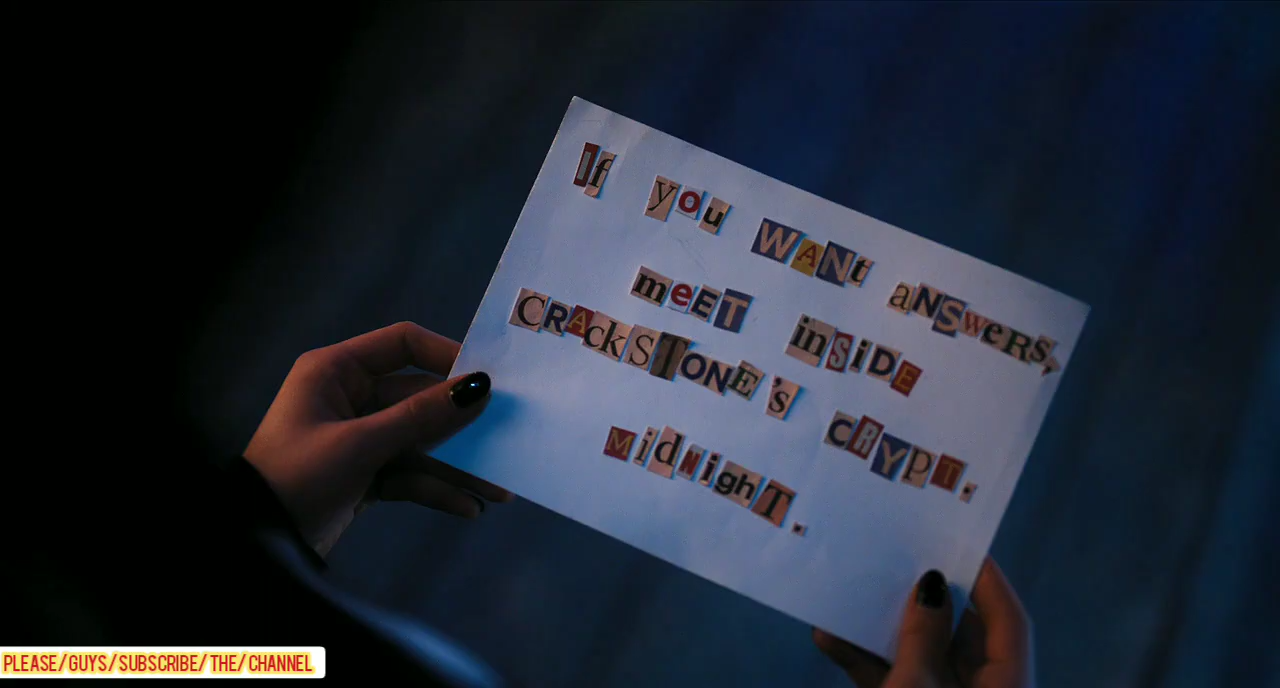 If you WANt aNSweRS,
meET inSiDE
CRAckSTONE's CRYPT.
MidNighT.
PLEASE/GUYS/SUBSCRIBE/THE/CHANNEL